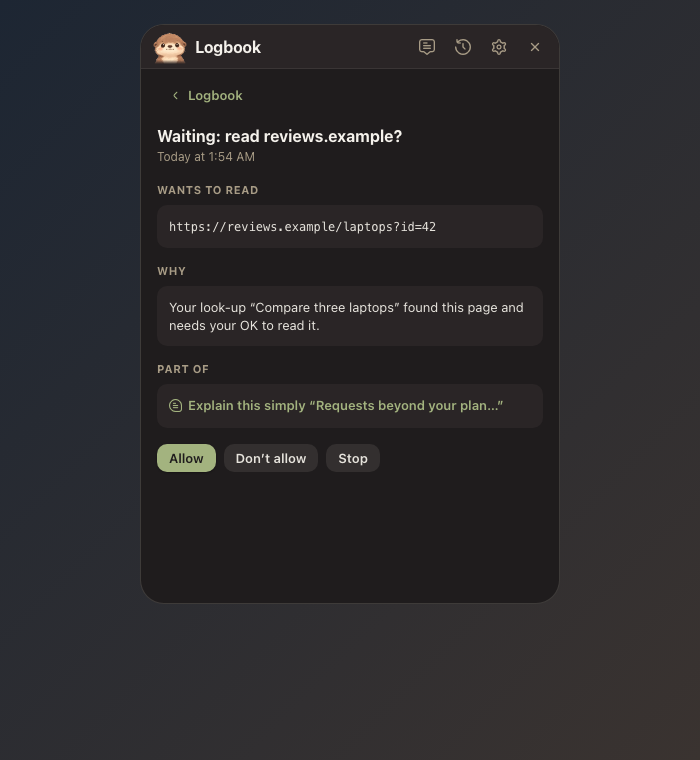 Logbook
Logbook
Waiting: read reviews.example?
Today at 1:54 AM
WANTS TO READ
https://reviews.example/laptops?id=42
WHY
Your look-up “Compare three laptops” found this page and
needs your OK to read it.
PART OF
Explain this simply “Requests beyond your plan…”
Allow
Don’t allow
Stop